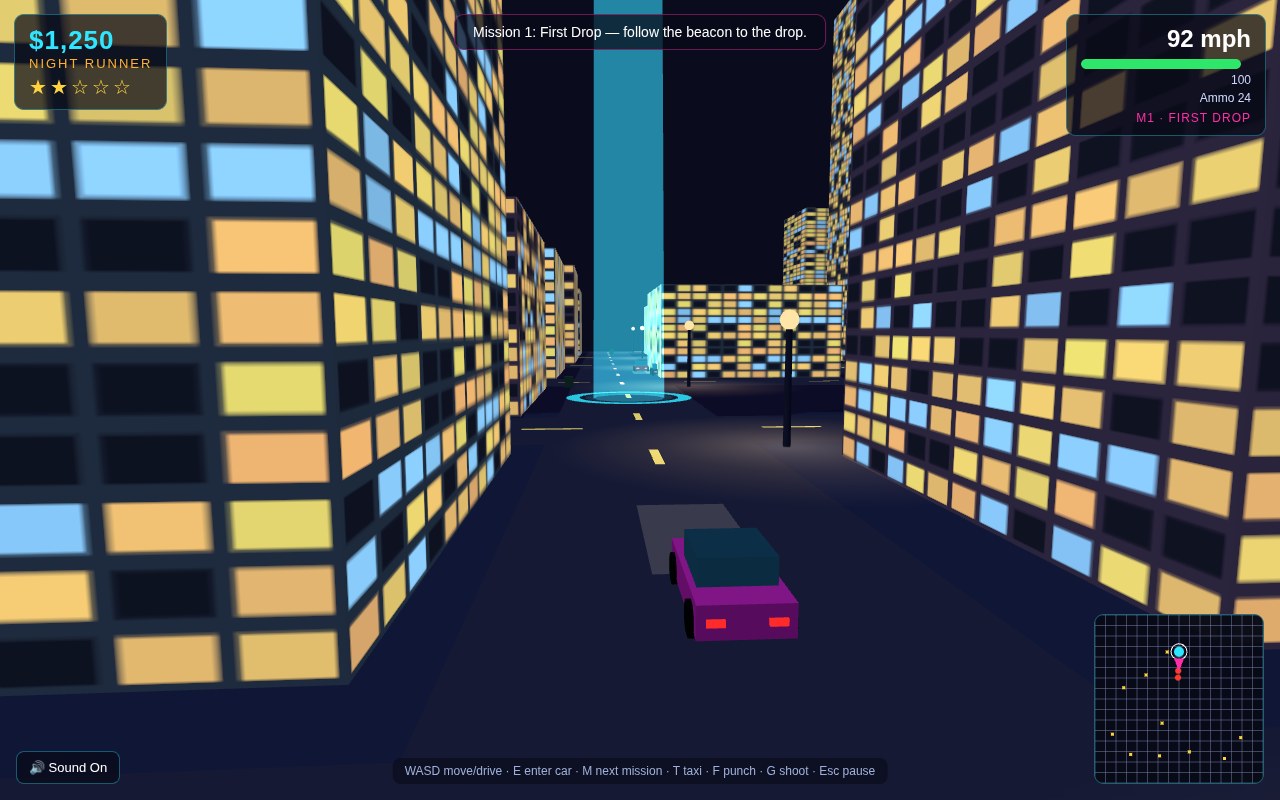 $1,250
NIGHT RUNNER
★★☆☆☆
Mission 1: First Drop — follow the beacon to the drop.
92 mph
100
Ammo 24
M1 · FIRST DROP
🔊 Sound On
WASD move/drive · E enter car · M next mission · T taxi · F punch · G shoot · Esc pause